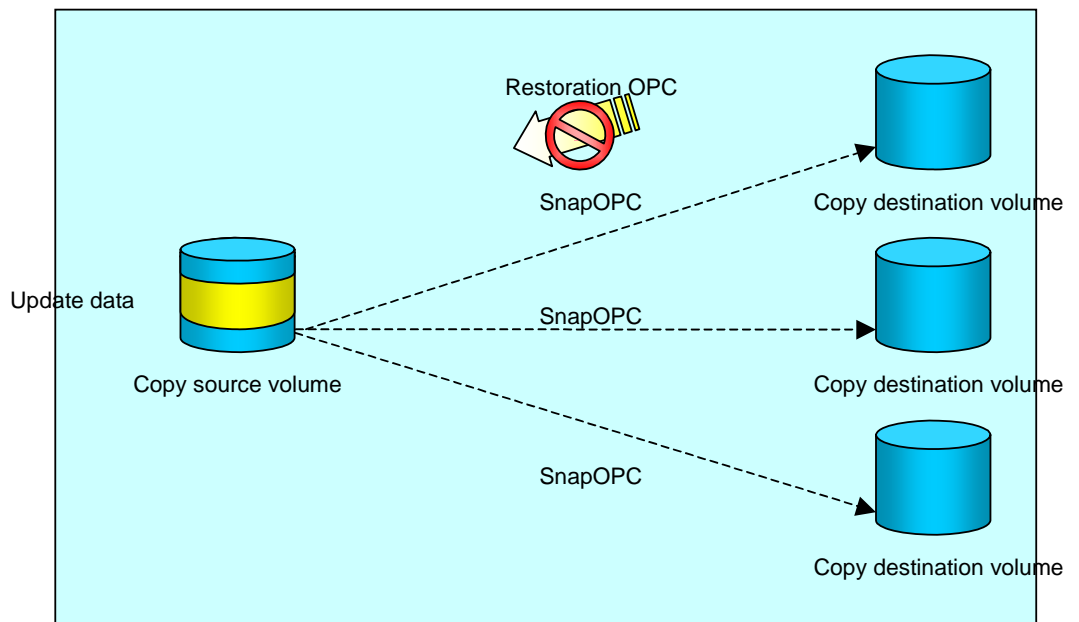 Restoration OPC
SnapOPC
Copy destination volume
Update data
SnapOPC
Copy source volume
Copy destination volume
SnapOPC
Copy destination volume